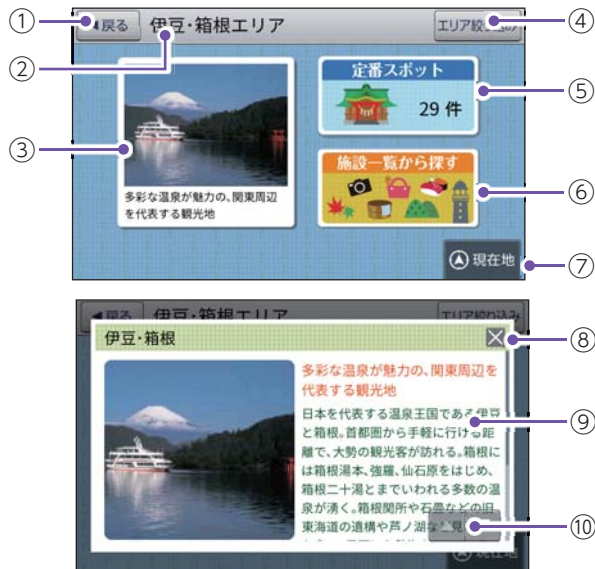 ①
戻る
伊豆・箱根エリア
エリア絞り込み
④
②
③
定番スポット
29 件
⑤
施設一覧から探す
⑥
多彩な温泉が魅力の、関東周辺
を代表する観光地
現在地
⑦
戻る
伊豆・箱根エリア
エリア絞り込み
伊豆・箱根
⑧
多彩な温泉が魅力の、関東周辺を
代表する観光地
日本を代表する温泉王国である伊豆
と箱根。首都圏から手軽に行ける距
離で、大勢の観光客が訪れる。箱根に
は箱根湯本、強羅、仙石原をはじめ、
箱根二十湯とまでいわれる多数の温
泉が湧く。箱根関所や石畳などの旧
東海道の遺構や芦ノ湖な
見
⑨
⑩
現在地